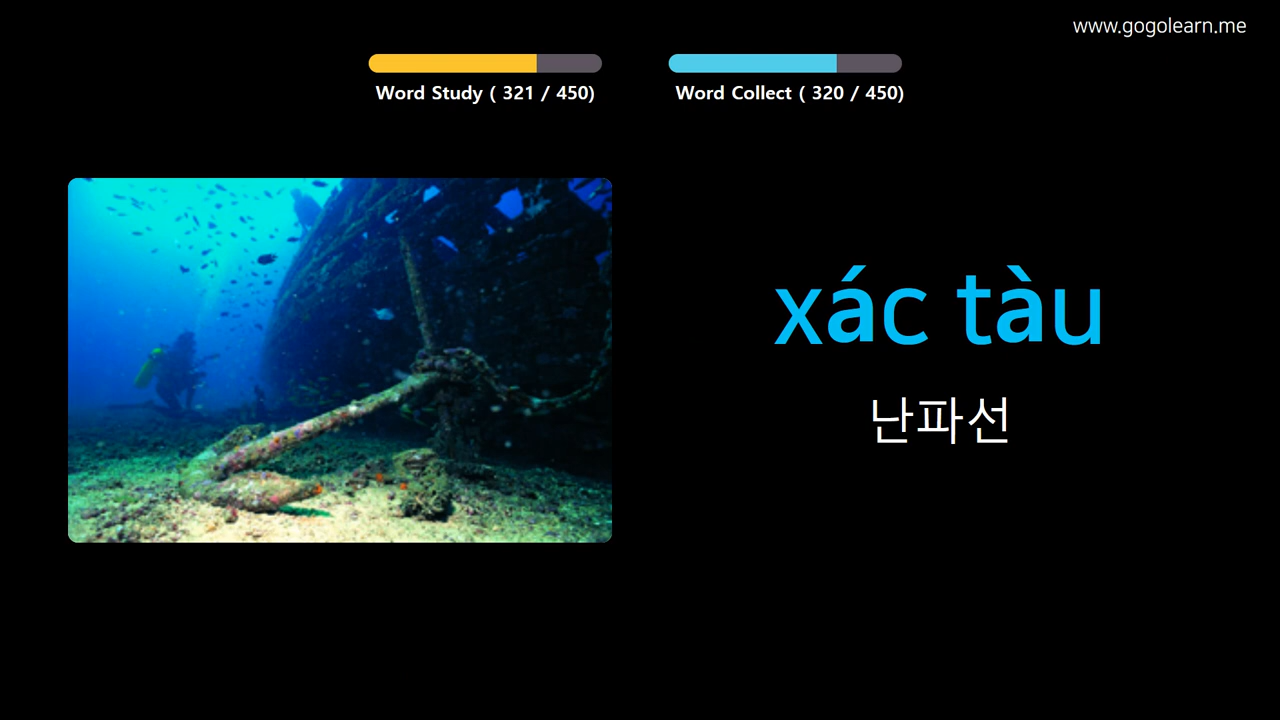 www.gogolearn.me
Word Study ( 321 / 450)
Word Collect ( 320 / 450)
xác tàu
난파선